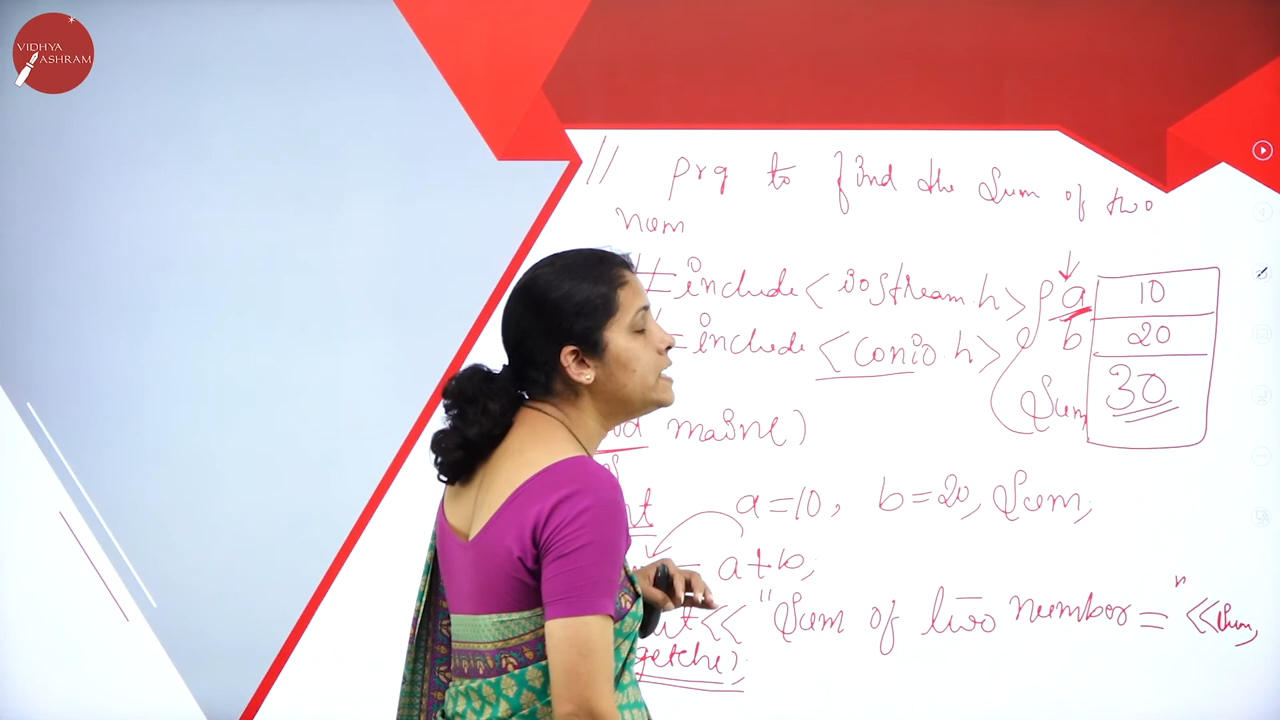 VIDHYA
ASHRAM
// prg to find the sum of two
num
#include <iostream.h>
#include <conio.h>
a 10
b 20
Sum 30
main()
a=10, b=20, Sum;
= a+b;
<< "Sum of two number = " << Sum;
getch();